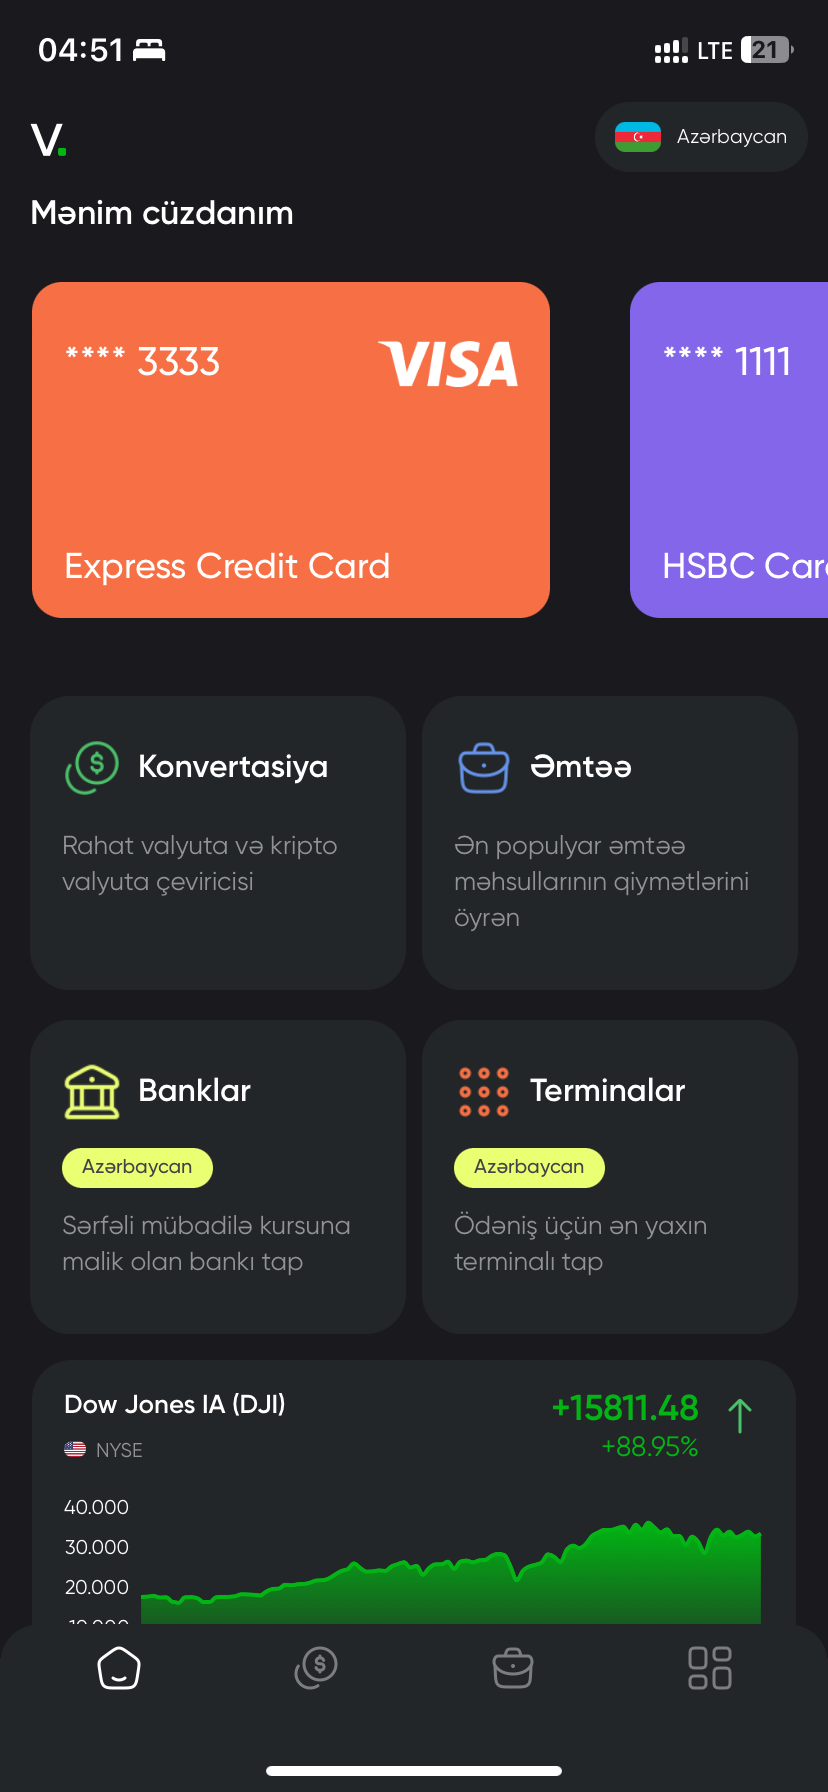 04:51
LTE 21
V.
Azərbaycan
Mənim cüzdanım
**** 3333
VISA
Express Credit Card
**** 1111
HSBC Car
Konvertasiya
Rahat valyuta və kripto
valyuta çeviricisi
Əmtəə
Ən populyar əmtəə
məhsullarının qiymətlərini
öyrən
Banklar
Azərbaycan
Sərfəli mübadilə kursuna
malik olan bankı tap
Terminalar
Azərbaycan
Ödəniş üçün ən yaxın
terminalı tap
Dow Jones IA (DJI)
NYSE
+15811.48
+88.95%
40.000
30.000
20.000